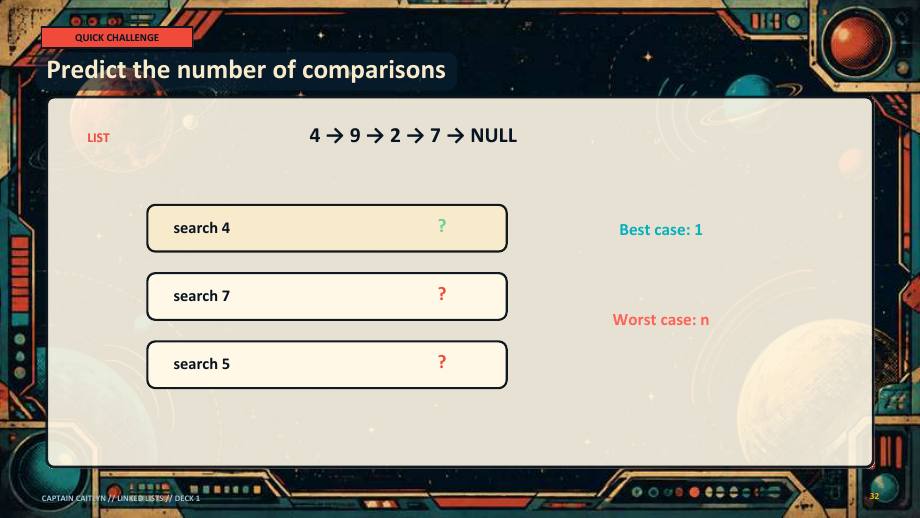 QUICK CHALLENGE
Predict the number of comparisons
LIST
4 → 9 → 2 → 7 → NULL
search 4 ?
Best case: 1
search 7 ?
Worst case: n
search 5 ?
CAPTAIN CAITLYN // LINKED LISTS // DECK 1
32